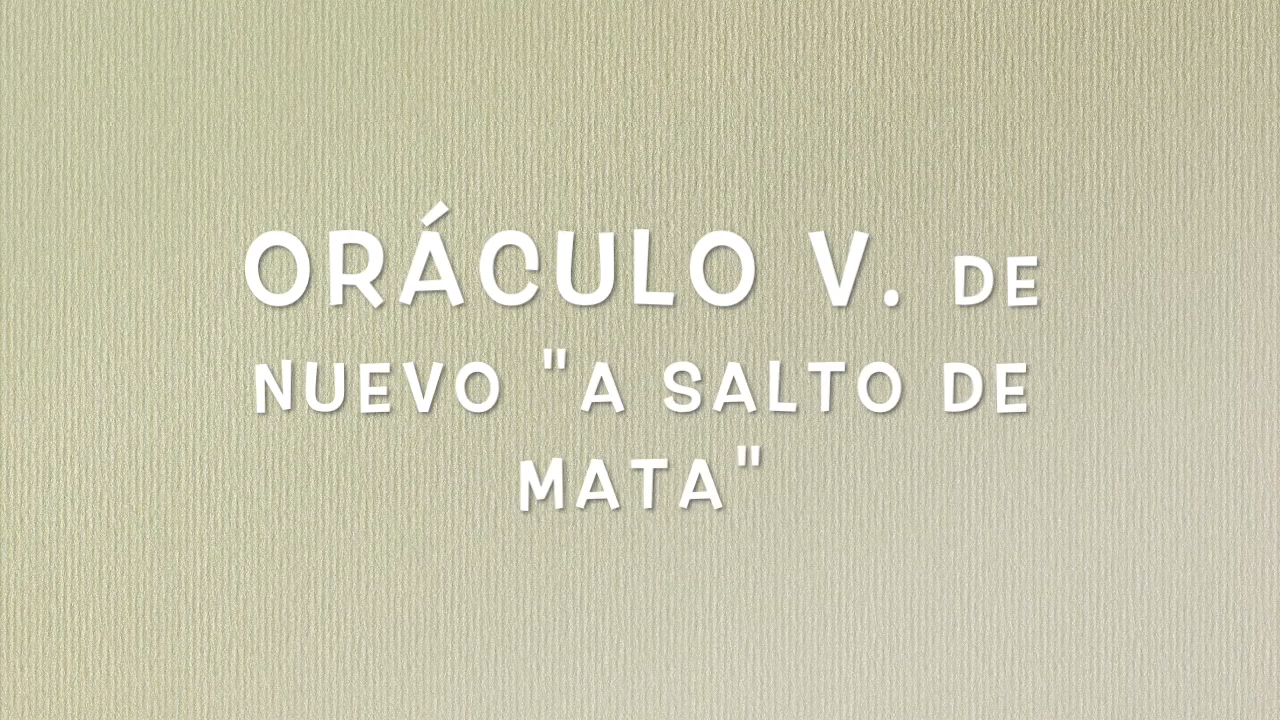 ORÁCULO V. DE
NUEVO "A SALTO DE
MATA"